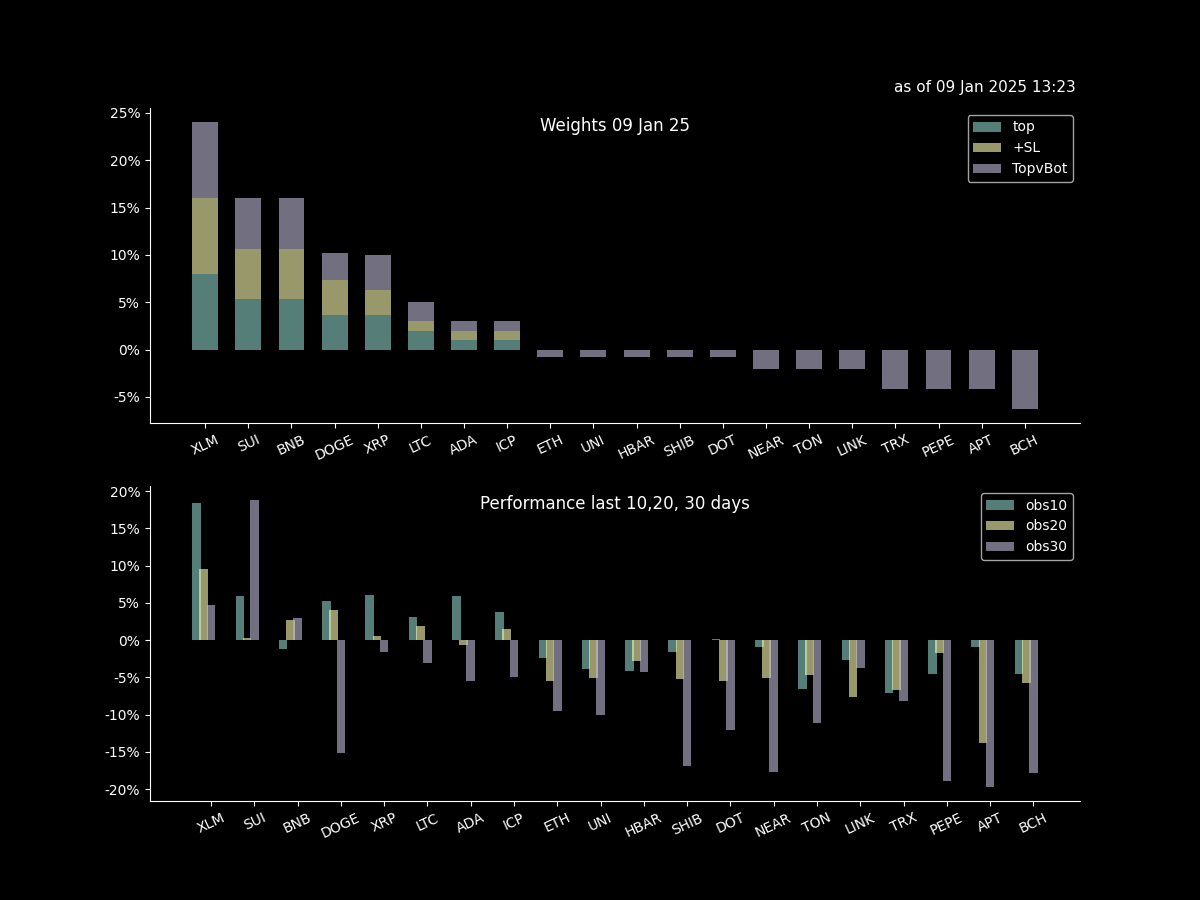 as of 09 Jan 2025 13:23
Weights 09 Jan 25
top
+SL
TopvBot
25%
20%
15%
10%
5%
0%
-5%
XLM SUI BNB DOGE XRP LTC ADA ICP ETH UNI HBAR SHIB DOT NEAR TON LINK TRX PEPE APT BCH
Performance last 10,20, 30 days
obs10
obs20
obs30
20%
15%
10%
5%
0%
-5%
-10%
-15%
-20%
XLM SUI BNB DOGE XRP LTC ADA ICP ETH UNI HBAR SHIB DOT NEAR TON LINK TRX PEPE APT BCH